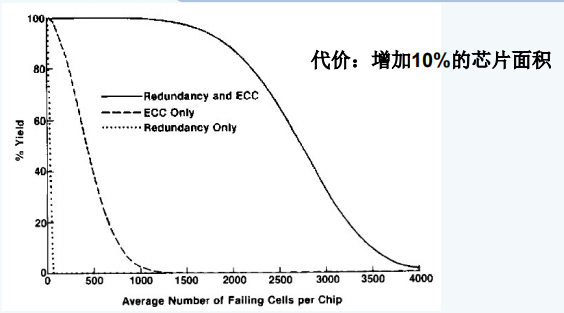 代价：增加10%的芯片面积
100
80
60
40
20
0
% Yield
Redundancy and ECC
ECC Only
Redundancy Only
0 500 1000 1500 2000 2500 3000 3500 4000
Average Number of Failing Cells per Chip